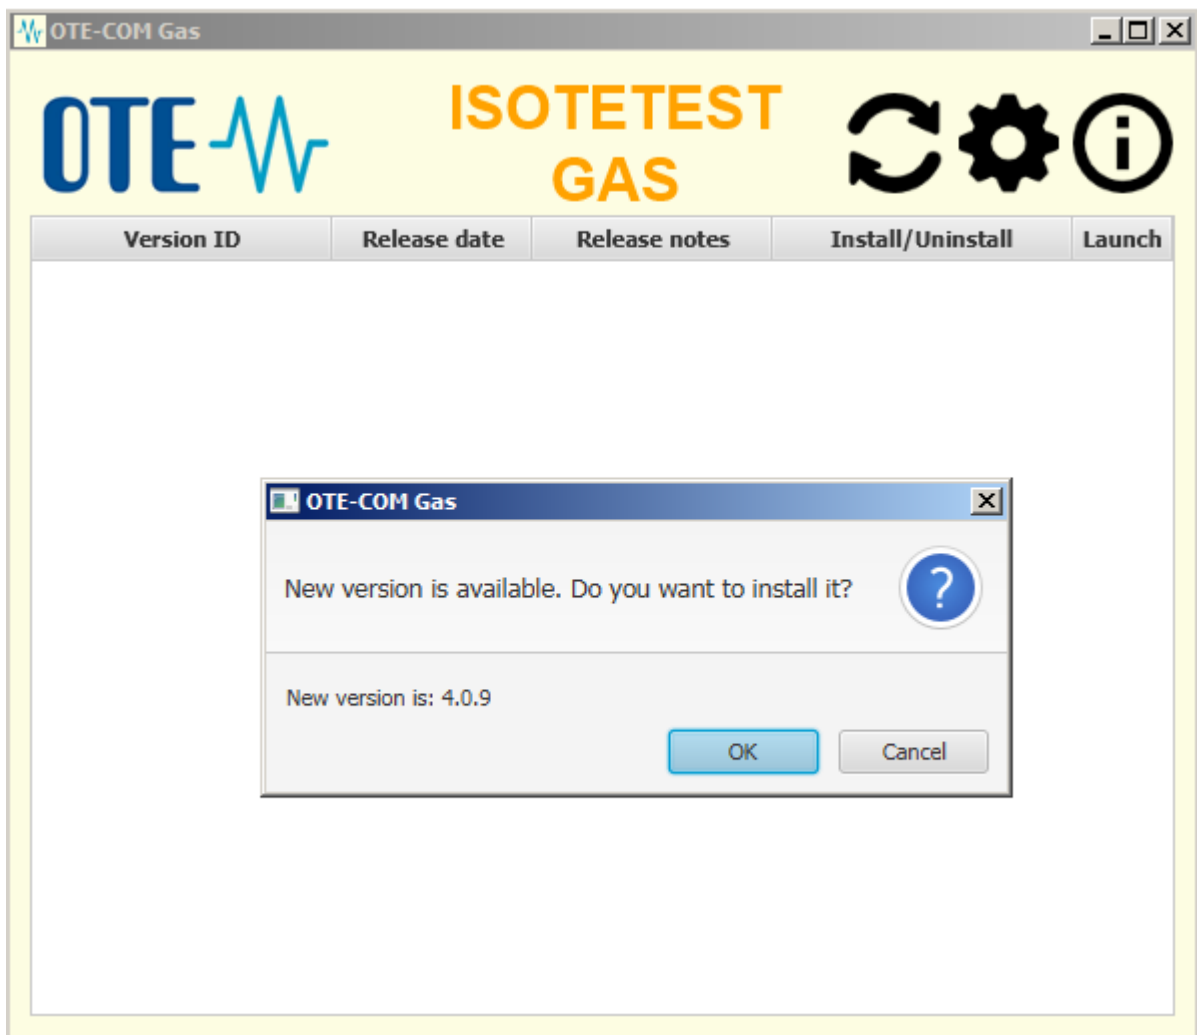 OTE-COM Gas
OTE
ISOTETEST
GAS
Version ID Release date Release notes Install/Uninstall Launch
OTE-COM Gas
New version is available. Do you want to install it?
New version is: 4.0.9
OK Cancel